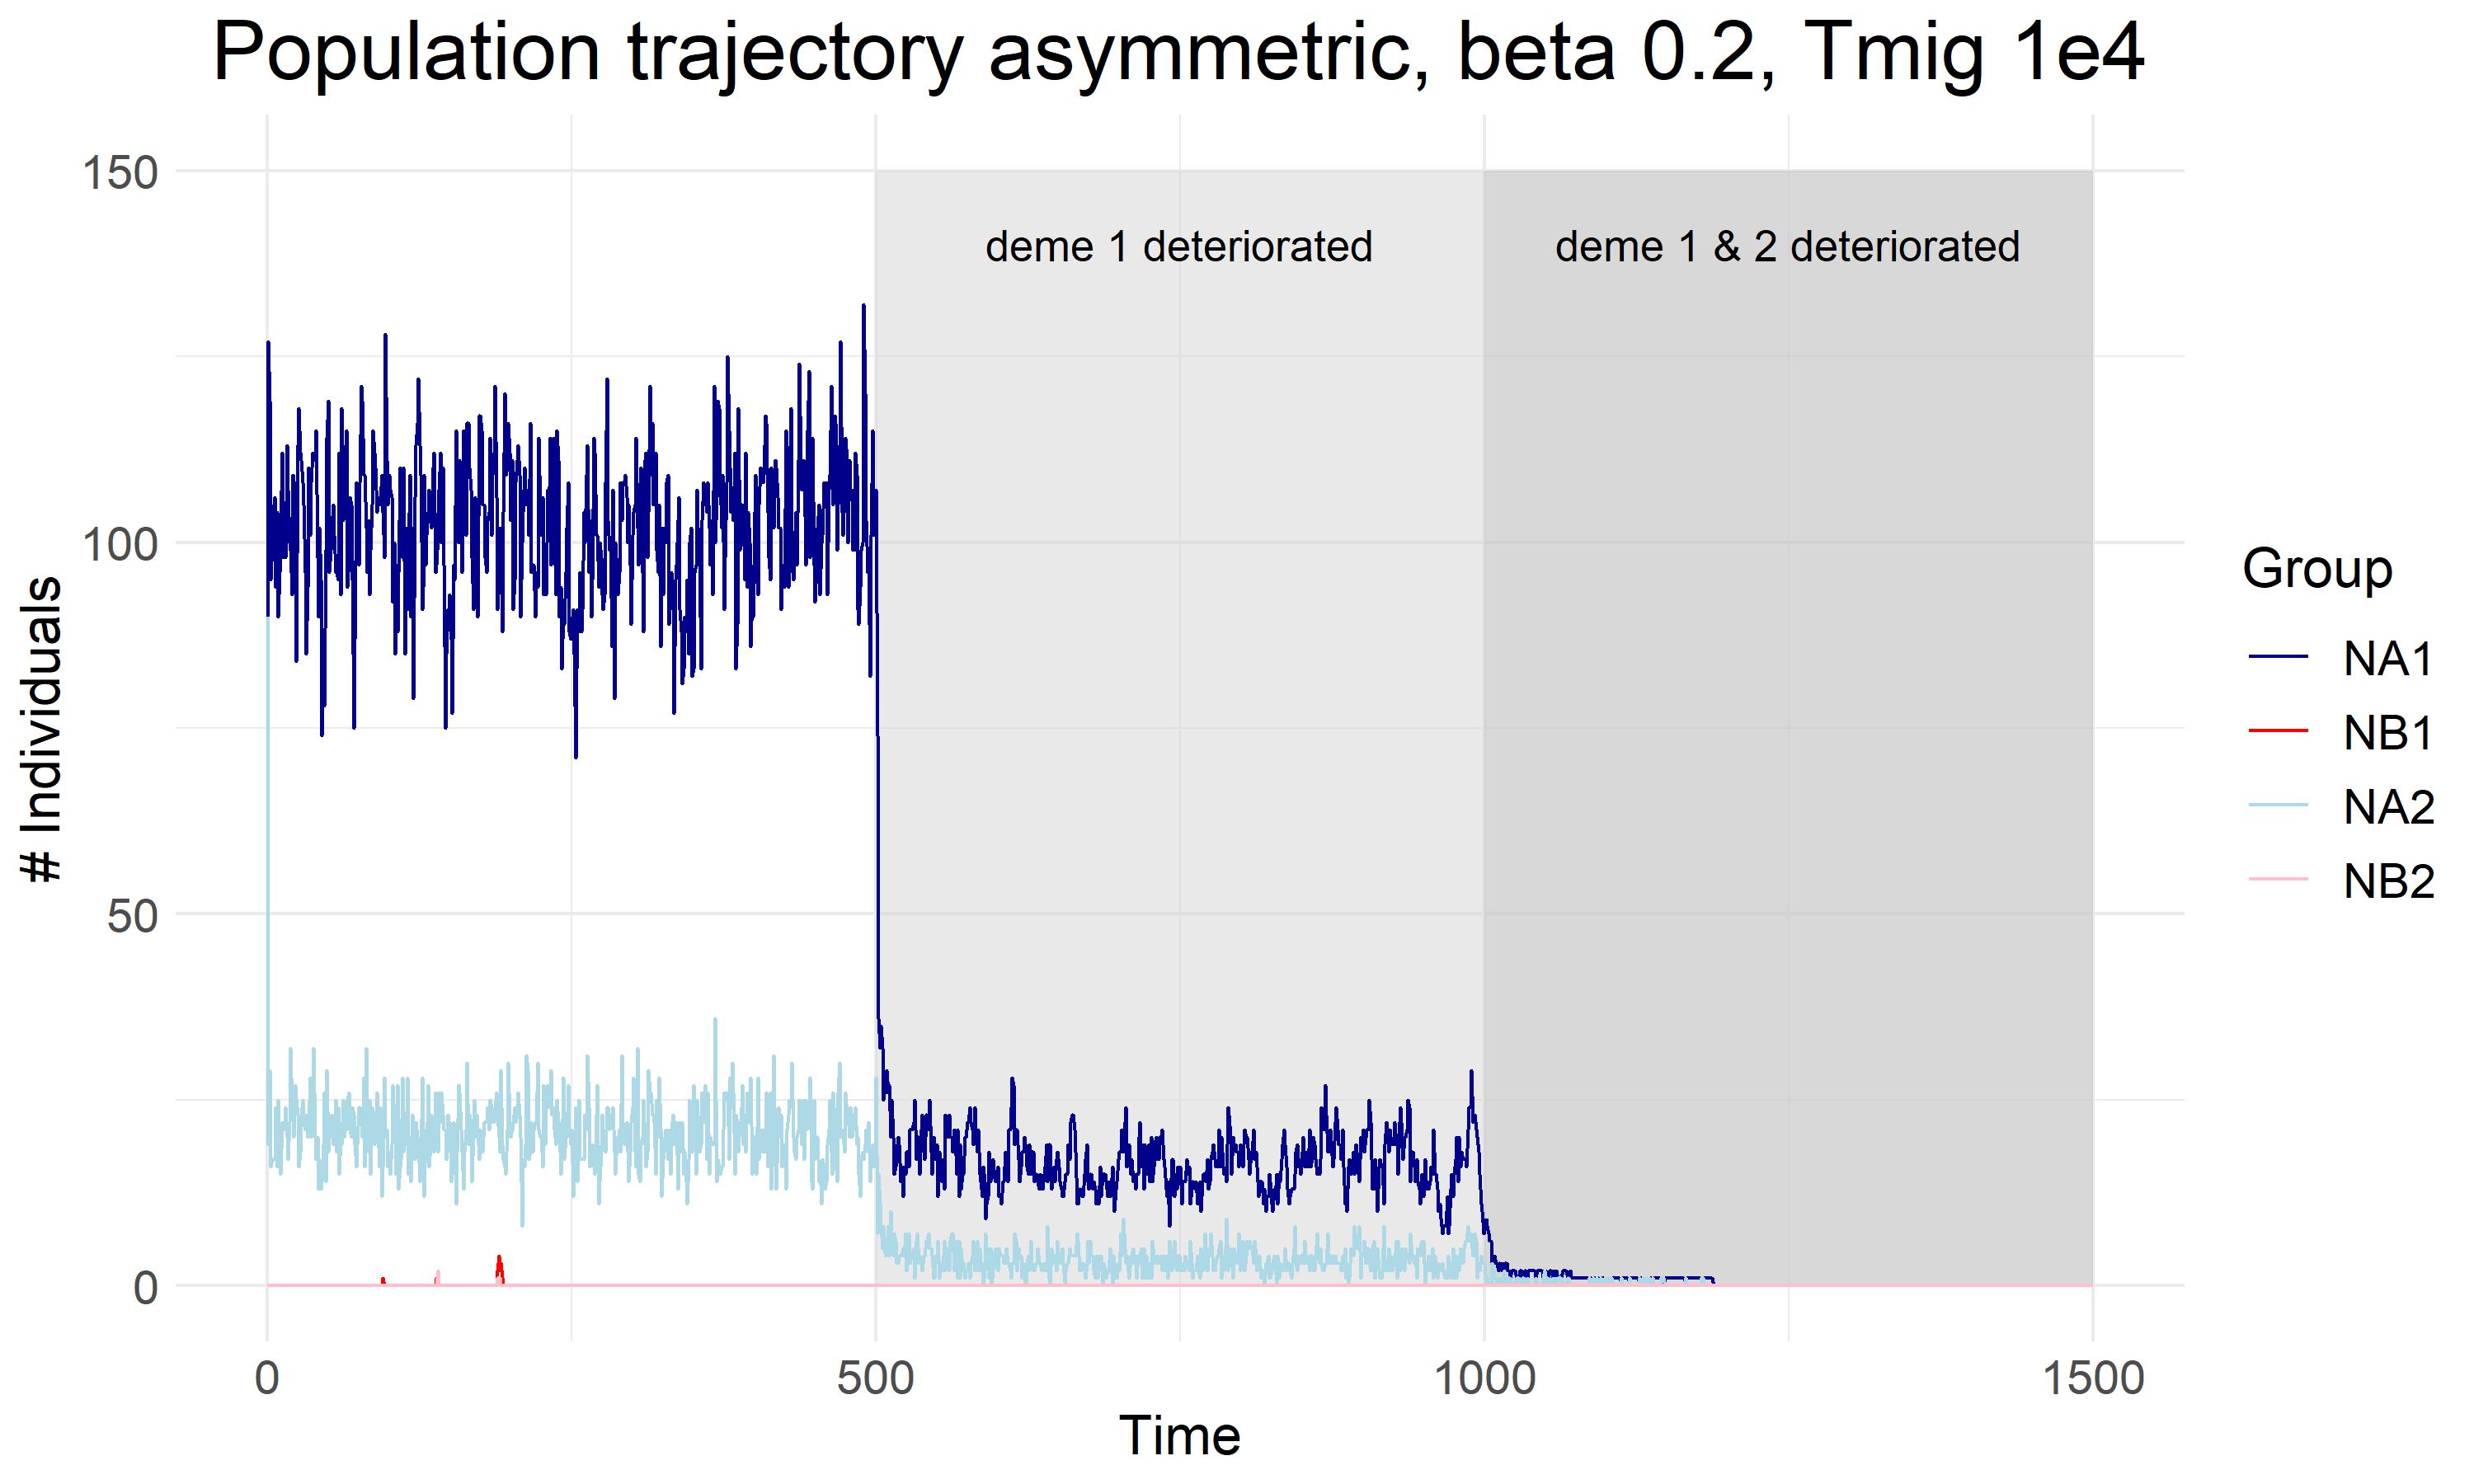 Population trajectory asymmetric, beta 0.2, Tmig 1e4
150
100
50
0
# Individuals
deme 1 deteriorated
deme 1 & 2 deteriorated
0
500
1000
1500
Time
Group
NA1
NB1
NA2
NB2